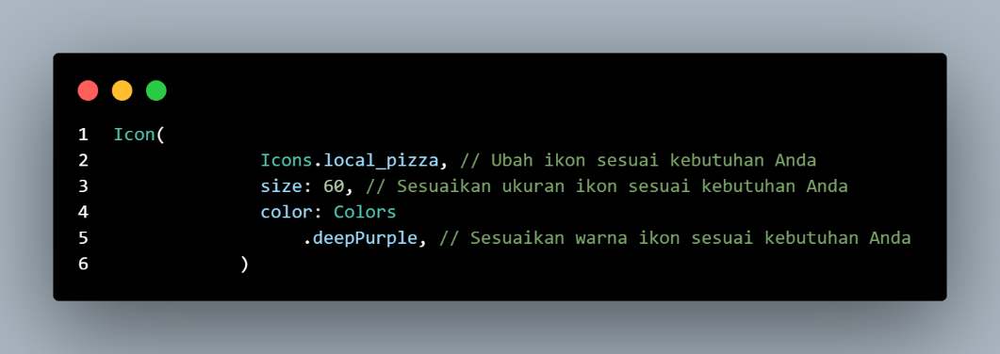 1 Icon(
2 Icons.local_pizza, // Ubah ikon sesuai kebutuhan Anda
3 size: 60, // Sesuaikan ukuran ikon sesuai kebutuhan Anda
4 color: Colors
5 .deepPurple, // Sesuaikan warna ikon sesuai kebutuhan Anda
6 )